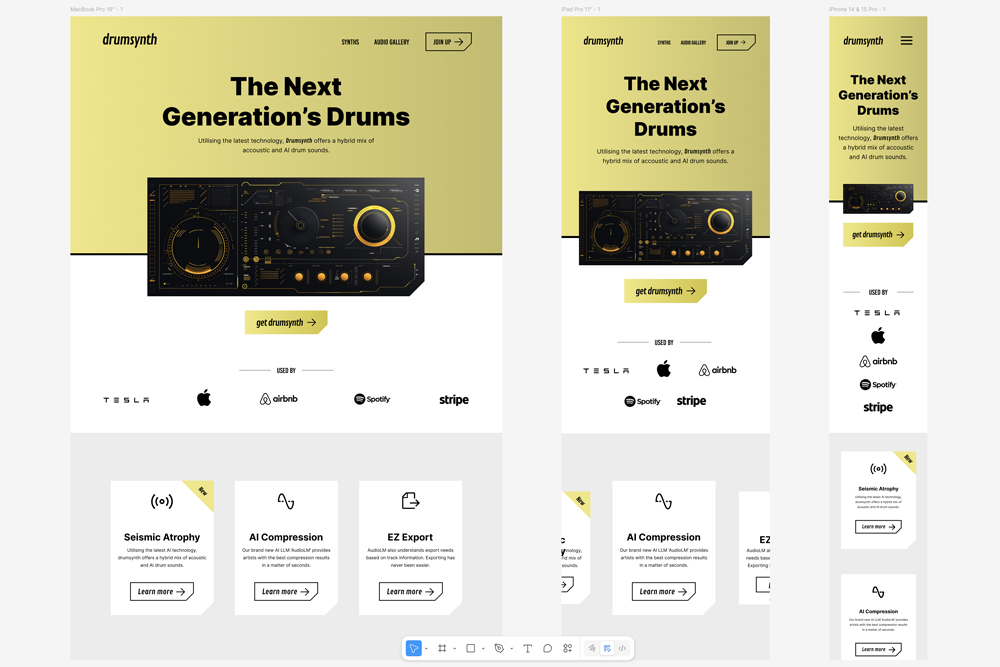 MacBook Pro 16" - 1
drumsynth
SYNTHS
AUDIO GALLERY
JOIN UP
The Next
Generation's Drums
Utilising the latest technology, Drumsynth offers a hybrid mix of
accoustic and AI drum sounds.
get drumsynth
USED BY
TESLA
airbnb
Spotify
stripe
New
Seismic Atrophy
Utilising the latest AI technology,
drumsynth offers a hybrid mix of acoustic
and AI drum sounds.
Learn more
AI Compression
Our brand new AI LLM 'AudioLM' provides
artists with the best compression results
in a matter of seconds.
Learn more
EZ Export
AudioLM also understands export needs
based on track information. Exporting has
never been easier.
Learn more
iPad Pro 11" - 1
drumsynth
SYNTHS
AUDIO GALLERY
JOIN UP
The Next
Generation's
Drums
Utilising the latest technology, Drumsynth offers a
hybrid mix of accoustic and AI drum sounds.
get drumsynth
USED BY
TESLA
airbnb
Spotify
stripe
New
AI Compression
Our brand new AI LLM 'AudioLM' provides
artists with the best compression results
in a matter of seconds.
Learn more
EZ
AudioLM al
based on track
Exporting
iPhone 14 & 15 Pro - 1
drumsynth
The Next
Generation's
Drums
Utilising the latest
technology, Drumsynth offers
a hybrid mix of accoustic
and AI drum sounds.
get drumsynth
USED BY
TESLA
airbnb
Spotify
stripe
New
Seismic Atrophy
Utilising the latest AI technology,
drumsynth offers a hybrid mix of
acoustic and AI drum sounds.
Learn more
AI Compression
Our brand new AI LLM 'AudioLM' provides
artists with the best compression results
in a matter of seconds.
Learn more